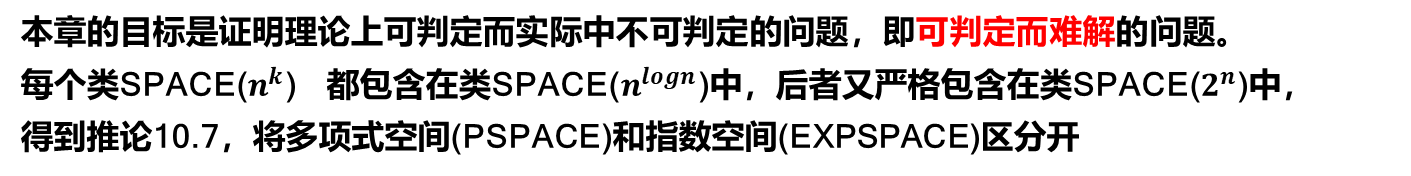 本章的目标是证明理论上可判定而实际中不可判定的问题，即可判定而难解的问题。
每个类SPACE(n^k) 都包含在类SPACE(n^{logn})中，后者又严格包含在类SPACE(2^n)中，
得到推论10.7，将多项式空间(PSPACE)和指数空间(EXPSPACE)区分开